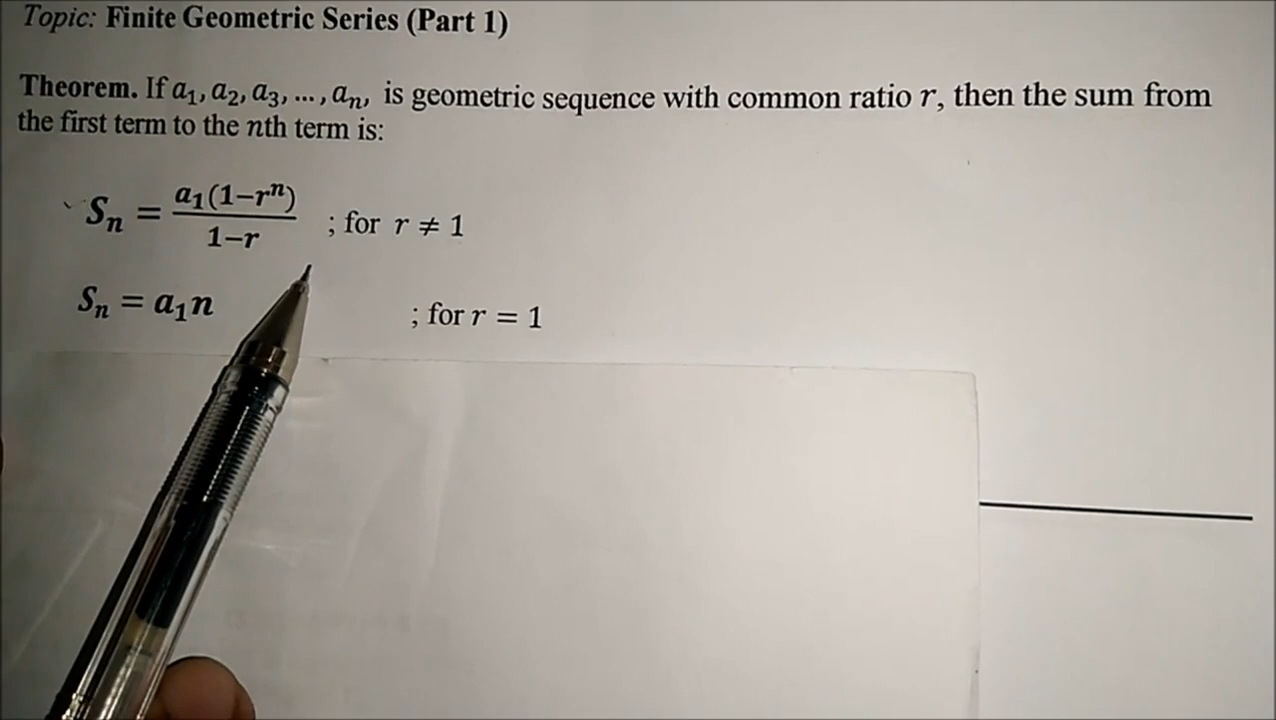 Topic: Finite Geometric Series (Part 1)
Theorem. If a₁, a₂, a₃, ... , aₙ, is geometric sequence with common ratio r, then the sum from
the first term to the nth term is:
Sₙ = a₁(1−rⁿ)/1−r ; for r ≠ 1
Sₙ = a₁n ; for r = 1